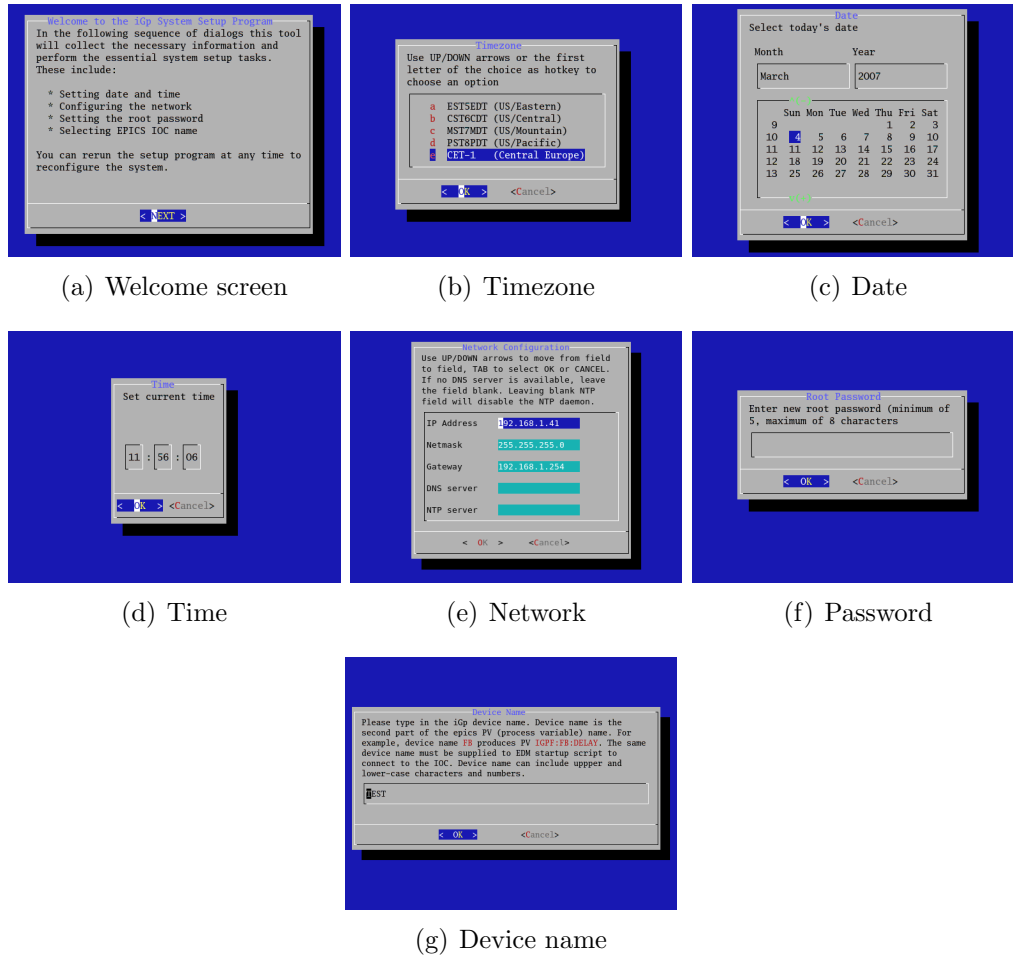 Welcome to the iGp System Setup Program
In the following sequence of dialogs this tool
will collect the necessary information and
perform the essential system setup tasks.
These include:
* Setting date and time
* Configuring the network
* Setting the root password
* Selecting EPICS IOC name
You can rerun the setup program at any time to
reconfigure the system.
< NEXT >
(a) Welcome screen
Timezone
Use UP/DOWN arrows or the first
letter of the choice as hotkey to
choose an option
a EST5EDT (US/Eastern)
b CST6CDT (US/Central)
c MST7MDT (US/Mountain)
d PST8PDT (US/Pacific)
e CET-1 (Central Europe)
< OK > <Cancel>
(b) Timezone
Date
Select today's date
Month Year
March 2007
Sun Mon Tue Wed Thu Fri Sat
9 1 2 3
10 4 5 6 7 8 9 10
11 11 12 13 14 15 16 17
12 18 19 20 21 22 23 24
13 25 26 27 28 29 30 31
< OK > <Cancel>
(c) Date
Time
Set current time
11 : 56 : 06
< OK > <Cancel>
(d) Time
Network Configuration
Use UP/DOWN arrows to move from field
to field, TAB to select OK or CANCEL.
If no DNS server is available, leave
the field blank. Leaving blank NTP
field will disable the NTP daemon.
IP Address 192.168.1.41
Netmask 255.255.255.0
Gateway 192.168.1.254
DNS server
NTP server
< OK > <Cancel>
(e) Network
Root Password
Enter new root password (minimum of
5, maximum of 8 characters
< OK > <Cancel>
(f) Password
Device Name
Please type in the iGp device name. Device name is the
second part of the epics PV (process variable) name. For
example, device name FB produces PV IGPF:FB:DELAY. The same
device name must be supplied to EDM startup script to
connect to the IOC. Device name can include uppper and
lower-case characters and numbers.
TEST
< OK > <Cancel>
(g) Device name